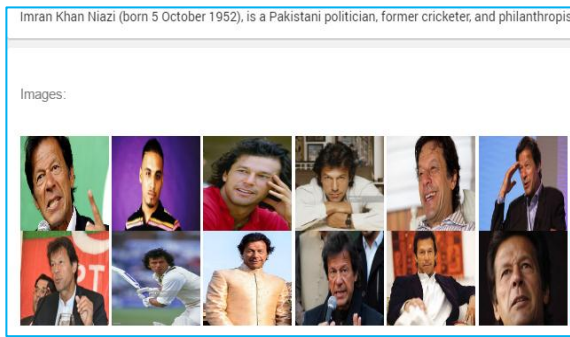 Imran Khan Niazi (born 5 October 1952), is a Pakistani politician, former cricketer, and philanthropis
Images: